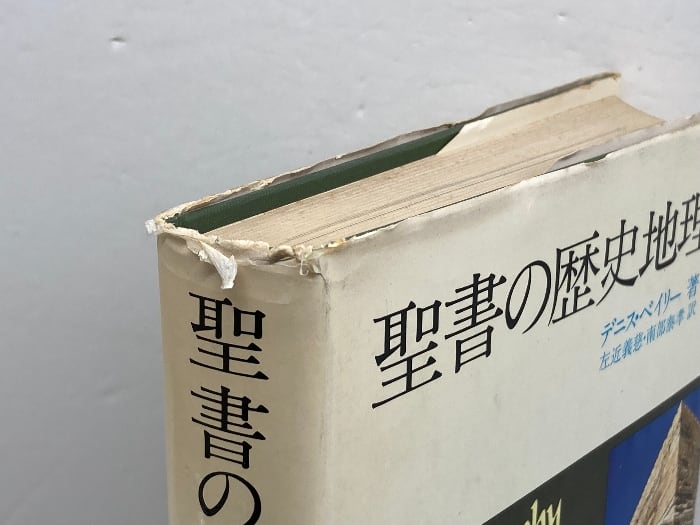 聖書の
聖書の歴史地理
デニス・ベイリー 著
左近義慈・南部泰孝 訳
phy